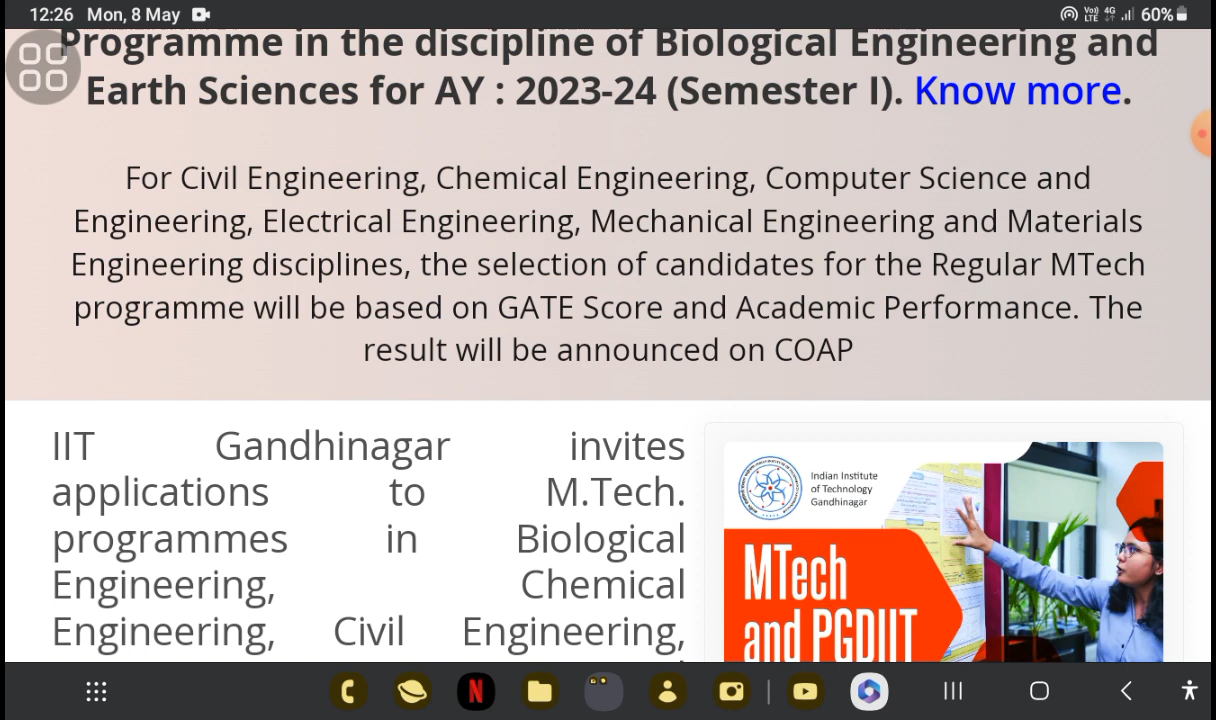 12:26 Mon, 8 May
Vo)) LTE 4G 60%
Programme in the discipline of Biological Engineering and
Earth Sciences for AY : 2023-24 (Semester I). Know more.
For Civil Engineering, Chemical Engineering, Computer Science and
Engineering, Electrical Engineering, Mechanical Engineering and Materials
Engineering disciplines, the selection of candidates for the Regular MTech
programme will be based on GATE Score and Academic Performance. The
result will be announced on COAP
IIT Gandhinagar invites
applications to M.Tech.
programmes in Biological
Engineering, Chemical
Engineering, Civil Engineering,
Indian Institute
of Technology
Gandhinagar
MTech
and PGDIIT
N